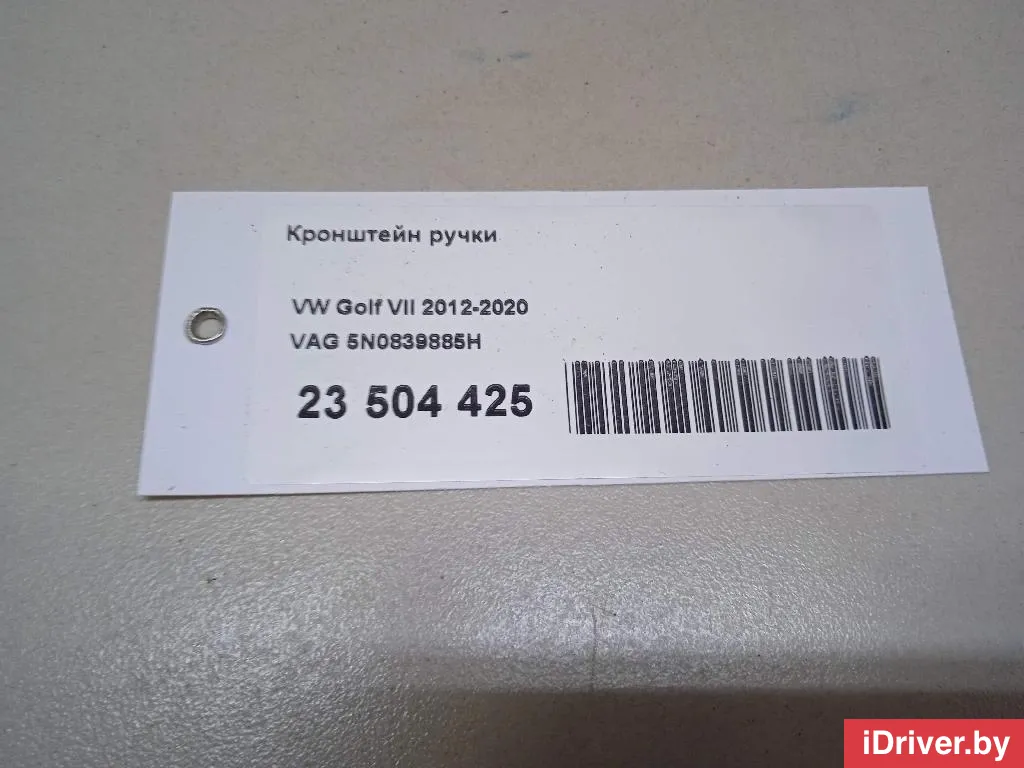 Кронштейн ручки
VW Golf VII 2012-2020
VAG 5N0839885H
23 504 425
iDriver.by